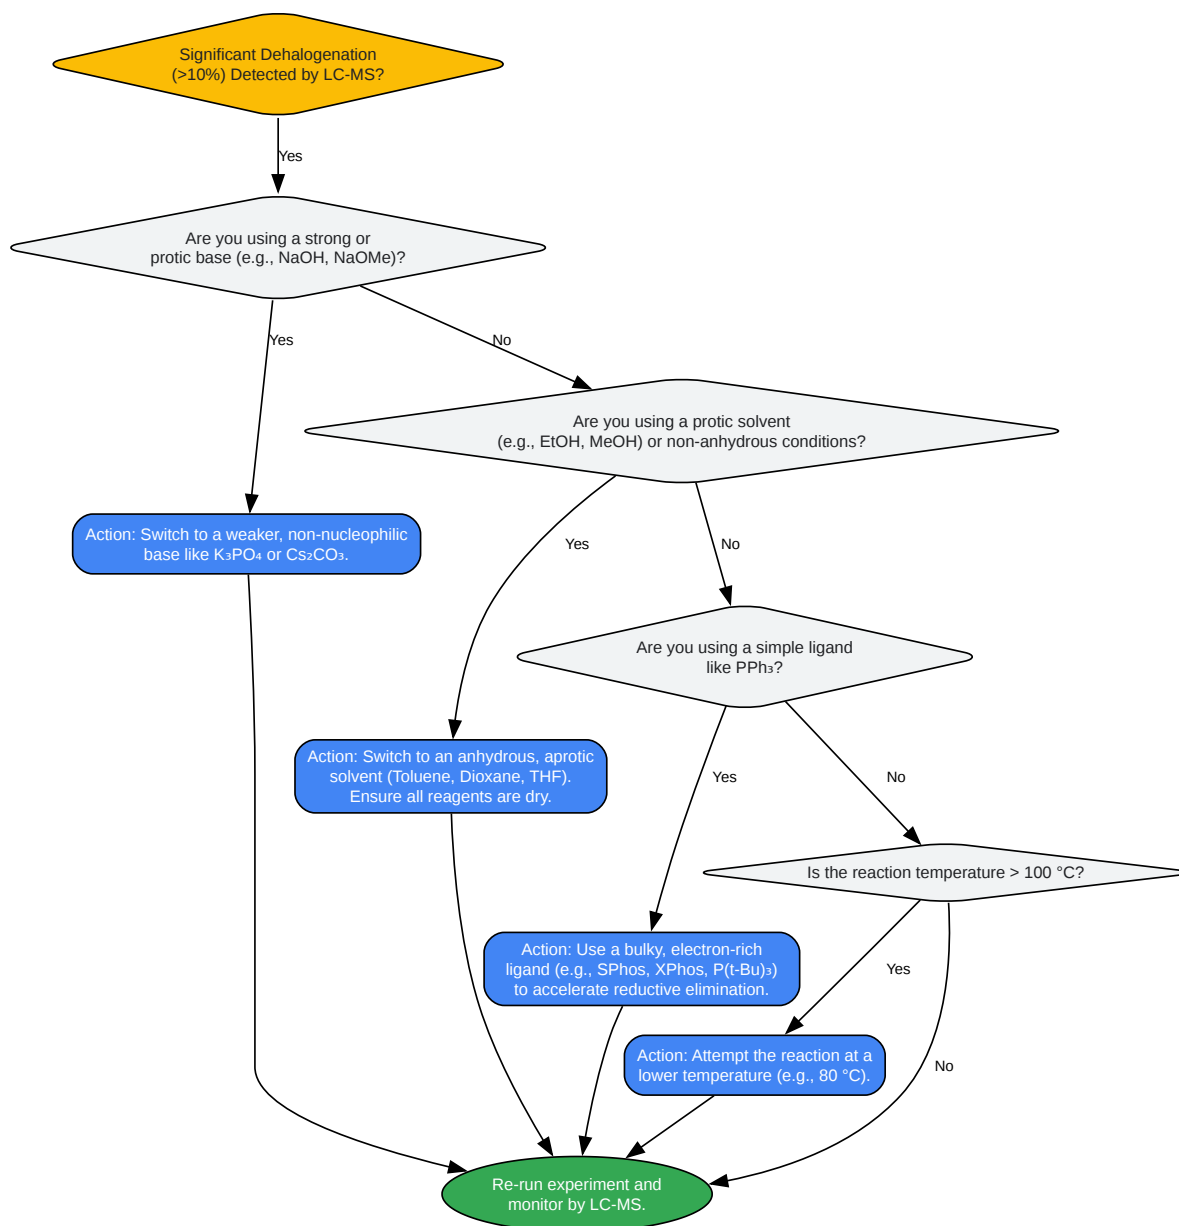 Significant Dehalogenation
(>10%) Detected by LC-MS?
Yes
Are you using a strong or
protic base (e.g., NaOH, NaOMe)?
Yes
No
Are you using a protic solvent
(e.g., EtOH, MeOH) or non-anhydrous conditions?
Action: Switch to a weaker, non-nucleophilic
base like K₃PO₄ or Cs₂CO₃.
Yes
No
Are you using a simple ligand
like PPh₃?
Action: Switch to an anhydrous, aprotic
solvent (Toluene, Dioxane, THF).
Ensure all reagents are dry.
Yes
No
Is the reaction temperature > 100 °C?
Action: Use a bulky, electron-rich
ligand (e.g., SPhos, XPhos, P(t-Bu)₃)
to accelerate reductive elimination.
Yes
Action: Attempt the reaction at a
lower temperature (e.g., 80 °C).
No
Re-run experiment and
monitor by LC-MS.